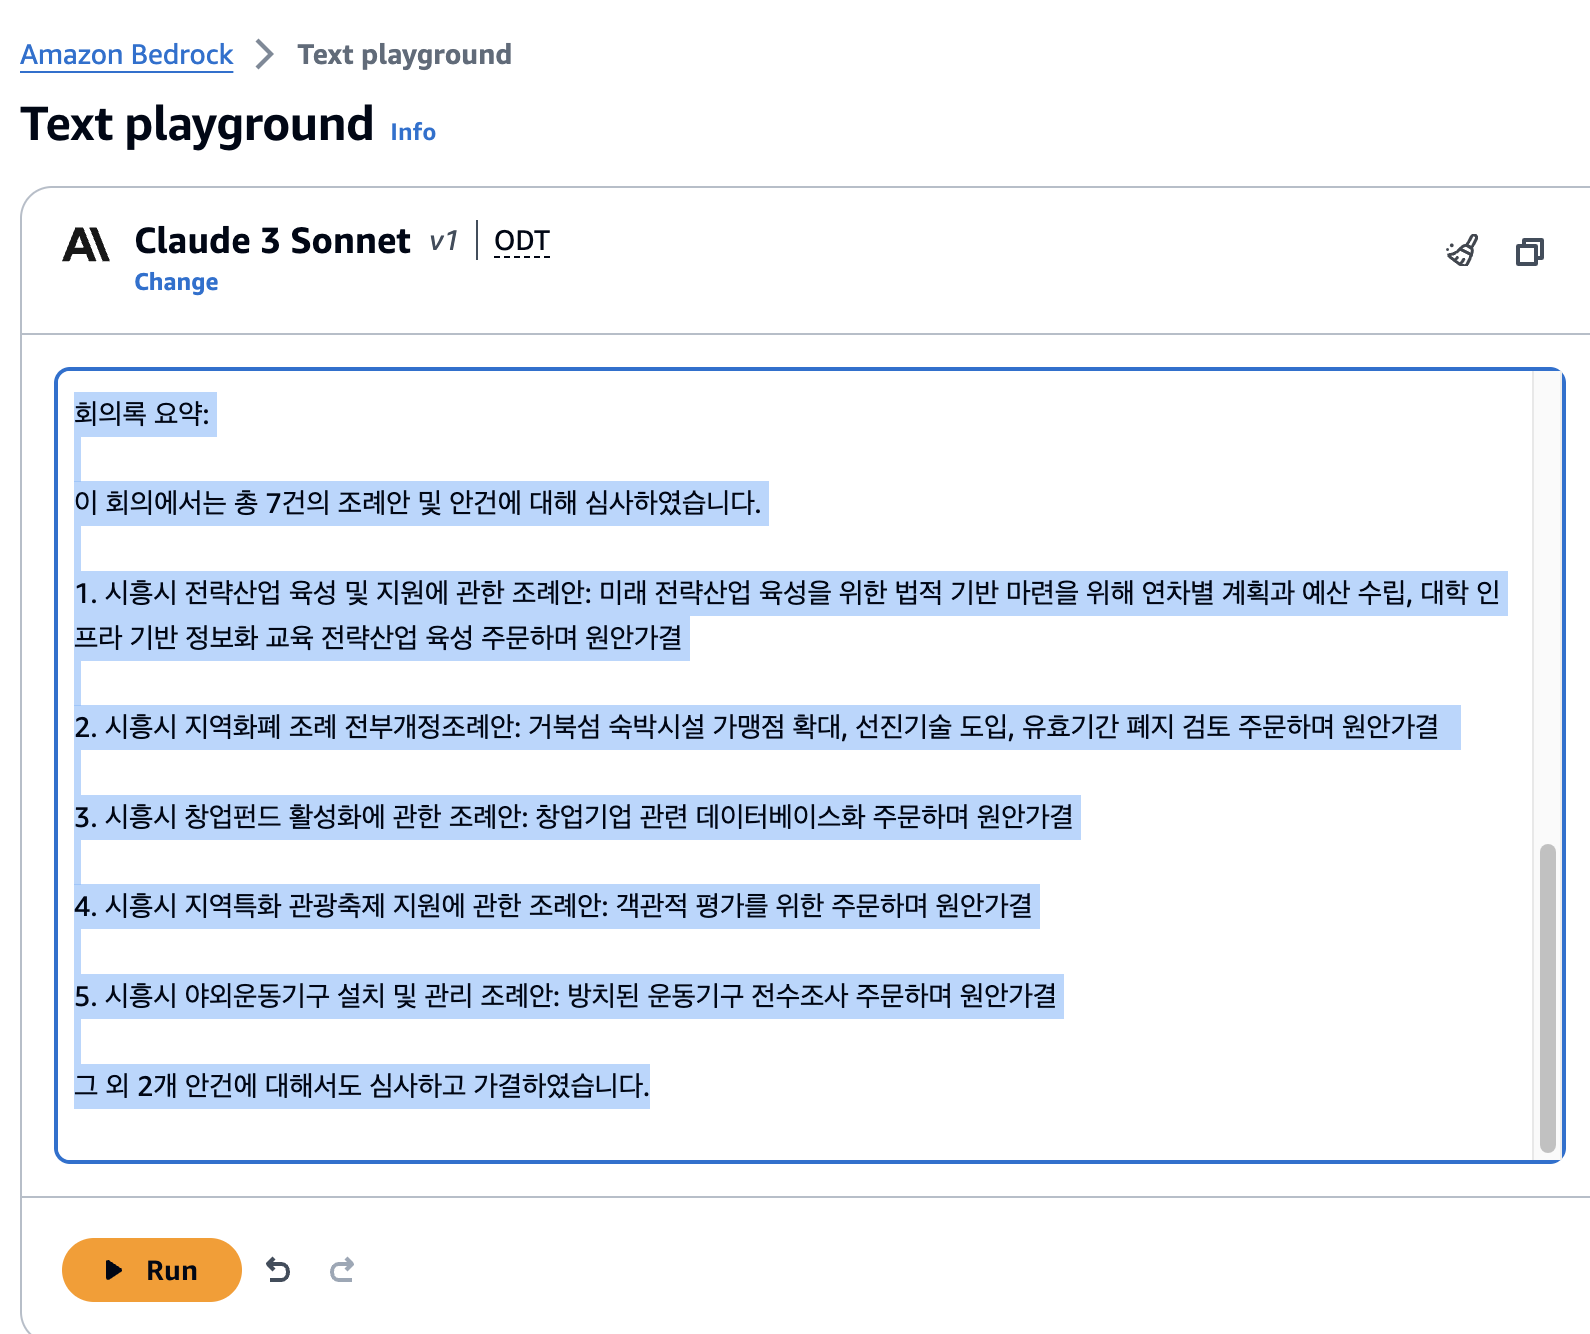 Amazon Bedrock > Text playground
Text playground Info
Claude 3 Sonnet v1 | ODT
Change
회의록 요약:
이 회의에서는 총 7건의 조례안 및 안건에 대해 심사하였습니다.
1. 시흥시 전략산업 육성 및 지원에 관한 조례안: 미래 전략산업 육성을 위한 법적 기반 마련을 위해 연차별 계획과 예산 수립, 대학 인
프라 기반 정보화 교육 전략산업 육성 주문하며 원안가결
2. 시흥시 지역화폐 조례 전부개정조례안: 거북섬 숙박시설 가맹점 확대, 선진기술 도입, 유효기간 폐지 검토 주문하며 원안가결
3. 시흥시 창업펀드 활성화에 관한 조례안: 창업기업 관련 데이터베이스화 주문하며 원안가결
4. 시흥시 지역특화 관광축제 지원에 관한 조례안: 객관적 평가를 위한 주문하며 원안가결
5. 시흥시 야외운동기구 설치 및 관리 조례안: 방치된 운동기구 전수조사 주문하며 원안가결
그 외 2개 안건에 대해서도 심사하고 가결하였습니다.
Run